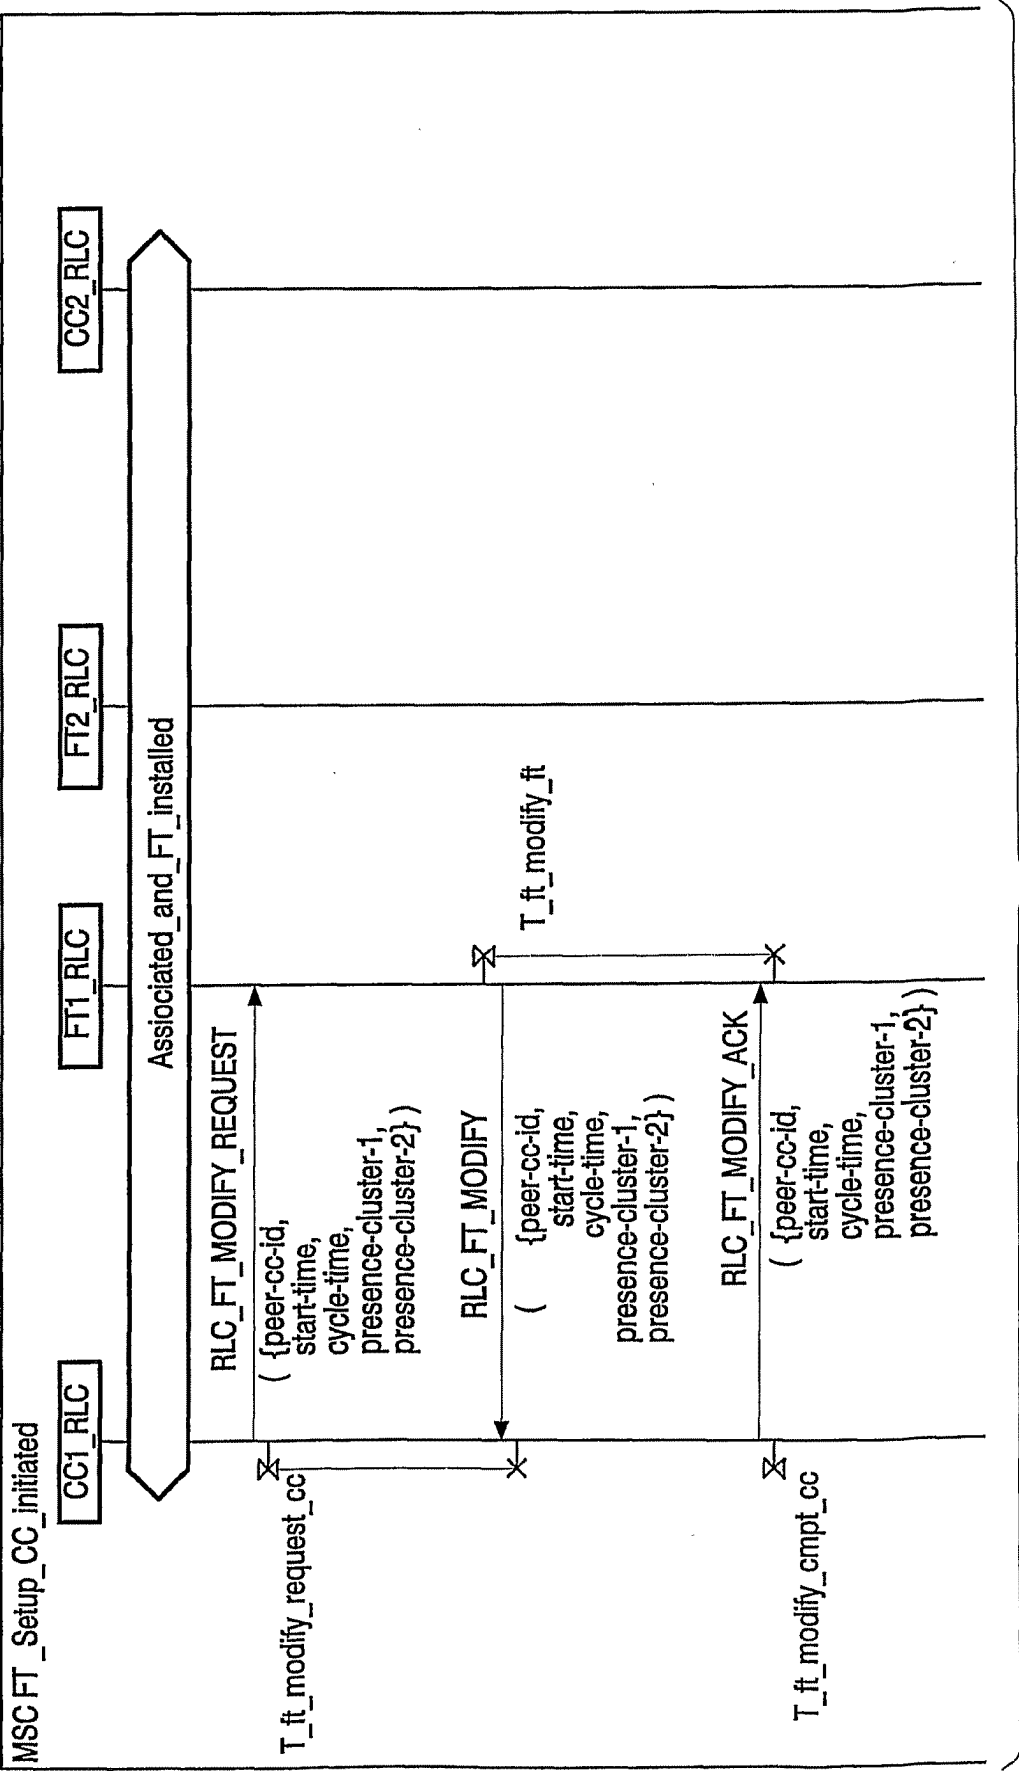 MSC FT_Setup_CC_initiated
CC1_RLC
FT1_RLC
FT2_RLC
CC2_RLC
Assiociated_and_FT_installed
RLC_FT_MODIFY_REQUEST
( {peer-cc-id,
start-time,
cycle-time,
presence-cluster-1,
presence-cluster-2} )
T_ft_modify_request_cc
RLC_FT_MODIFY
( {peer-cc-id,
start-time,
cycle-time,
presence-cluster-1,
presence-cluster-2} )
T_ft_modify_ft
RLC_FT_MODIFY_ACK
( {peer-cc-id,
start-time,
cycle-time,
presence-cluster-1,
presence-cluster-2} )
T_ft_modify_cmpt_cc